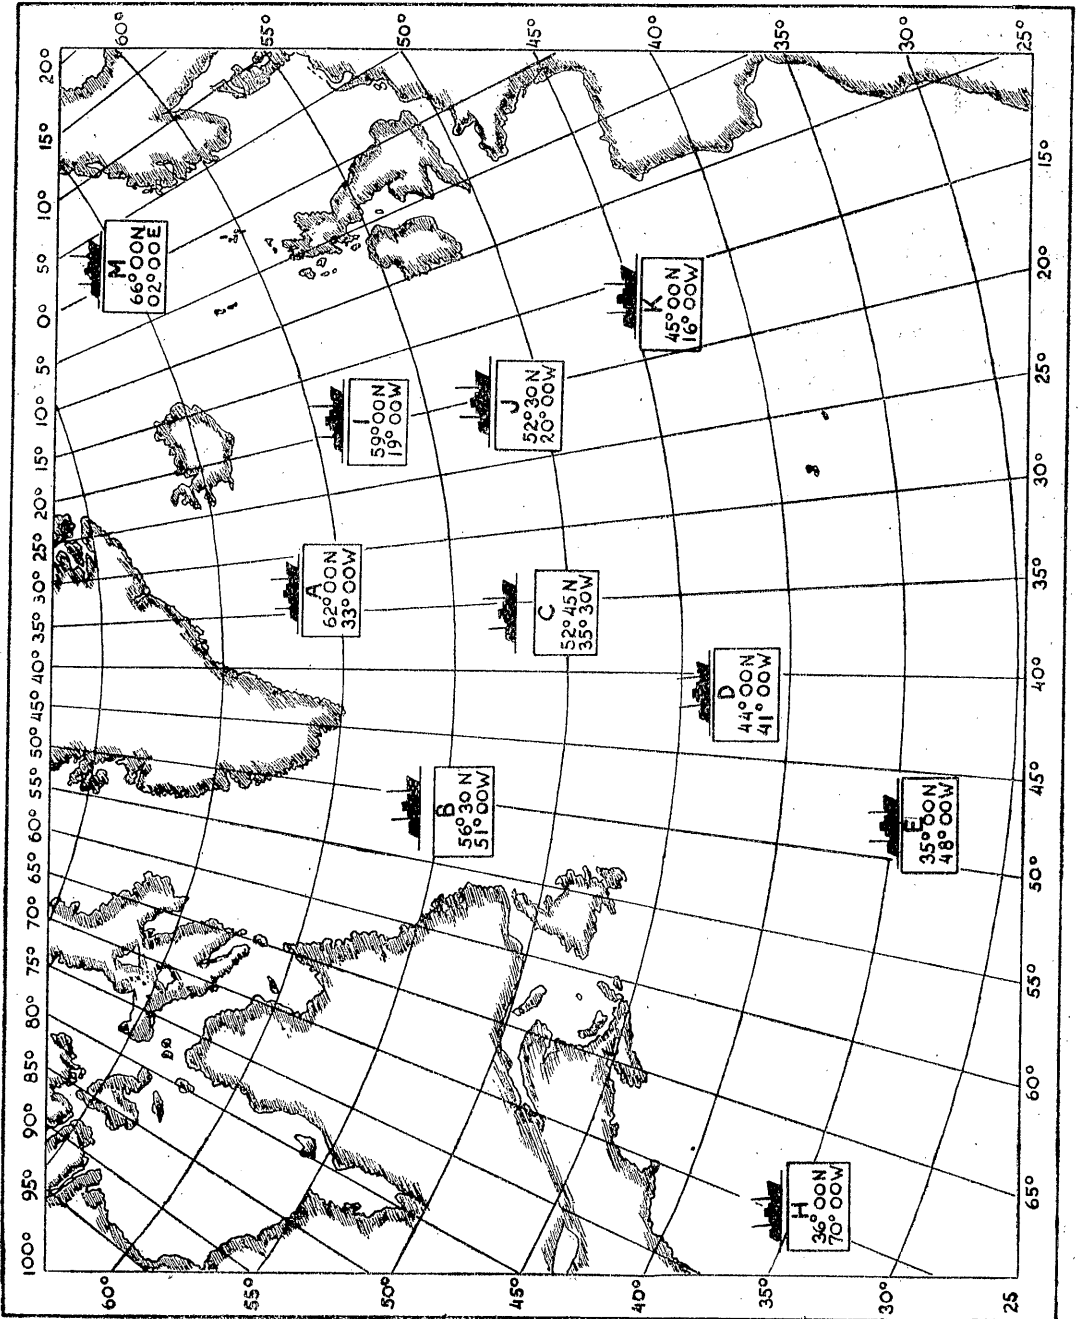 100° 95° 90° 85° 80° 75° 70° 65° 60° 55° 50° 45° 40° 35° 30° 25° 20° 15° 10° 5° 0° 5° 10° 15° 20°
60°
55°
50°
45°
40°
35°
30°
25
M
66°00N
02°00E
A
62°00N
33°00W
I
59°00N
19°00W
B
56°30N
51°00W
C
52°45N
35°30W
J
52°30N
20°00W
K
45°00N
16°00W
D
44°00N
41°00W
H
36°00N
70°00W
E
35°00N
48°00W
60°
55°
50°
45°
40°
35°
30°
25°
65° 60° 55° 50° 45° 40° 35° 30° 25° 20° 15°